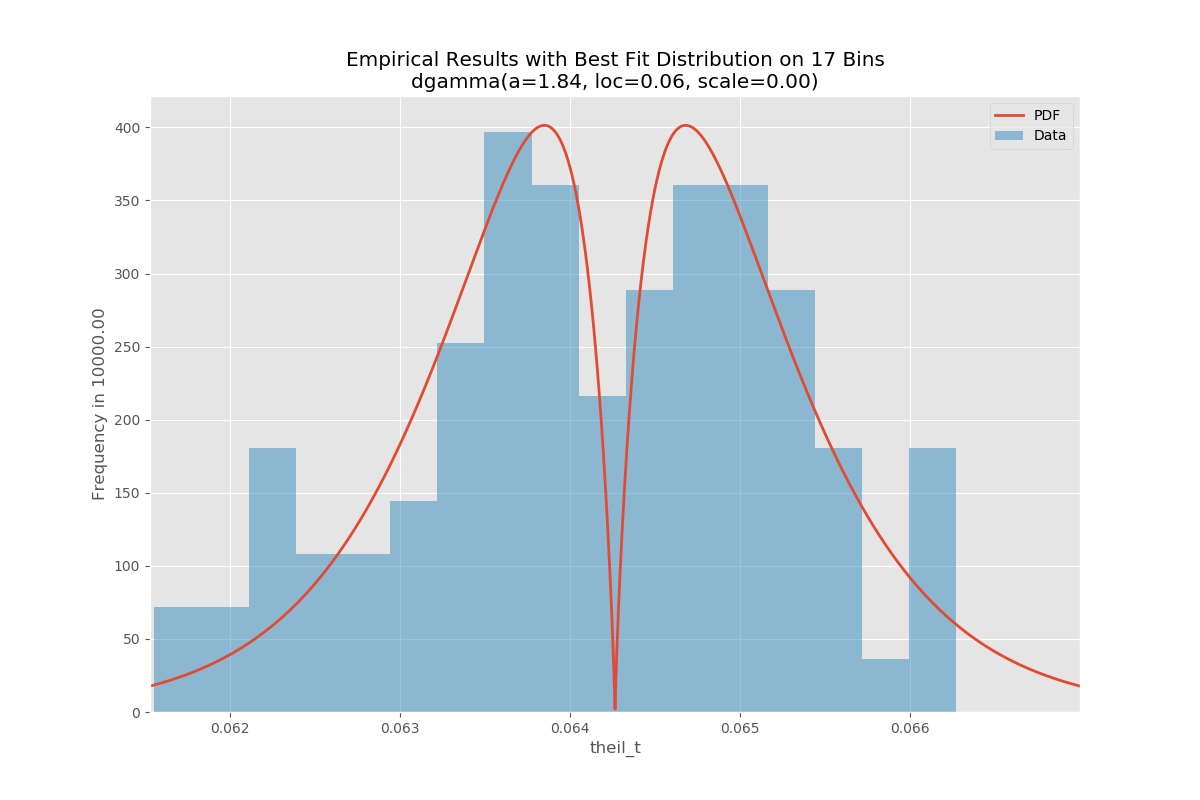 Empirical Results with Best Fit Distribution on 17 Bins
dgamma(a=1.84, loc=0.06, scale=0.00)
PDF
Data
Frequency in 10000.00
400
350
300
250
200
150
100
50
0
0.062 0.063 0.064 0.065 0.066
theil_t